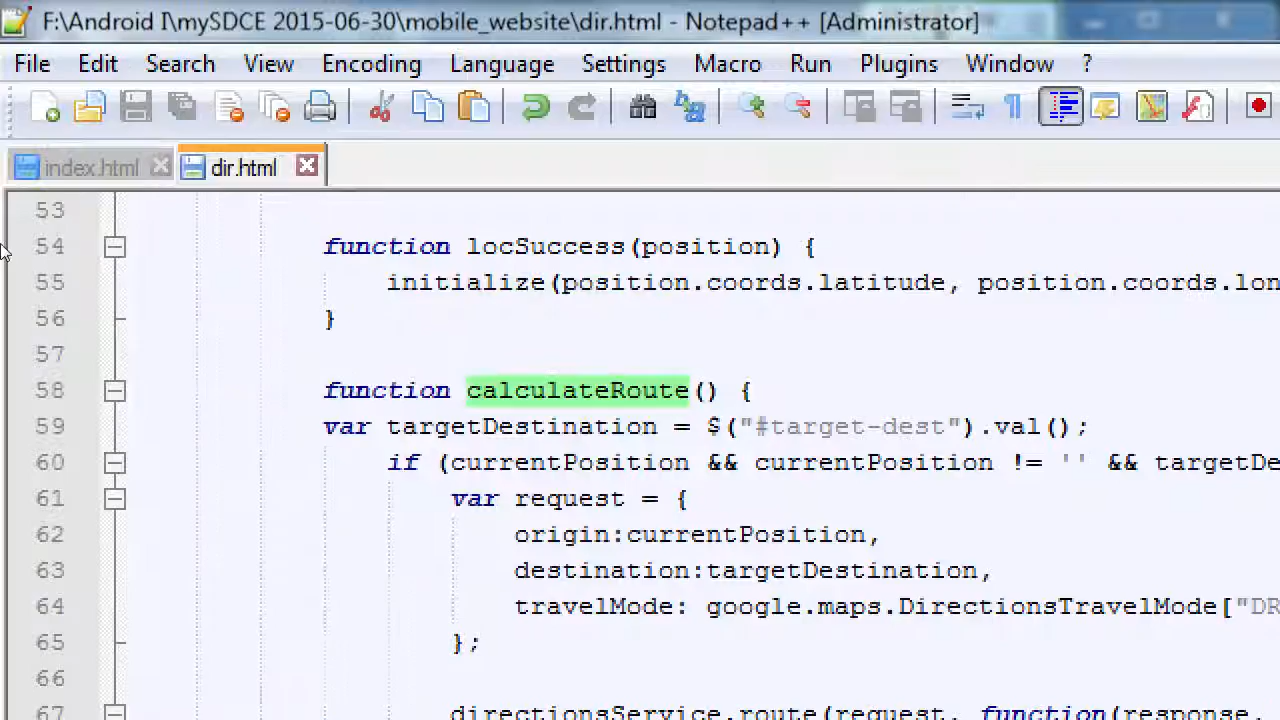 F:\Android I\mySDCE 2015-06-30\mobile_website\dir.html - Notepad++ [Administrator]
File Edit Search View Encoding Language Settings Macro Run Plugins Window ?
index.html dir.html
53
54 function locSuccess(position) {
55 initialize(position.coords.latitude, position.coords.lon
56 }
57
58 function calculateRoute() {
59 var targetDestination = $("#target-dest").val();
60 if (currentPosition && currentPosition != '' && targetDe
61 var request = {
62 origin:currentPosition,
63 destination:targetDestination,
64 travelMode: google.maps.DirectionsTravelMode["DR
65 };
66
67 directionsService.route(request, function(response,